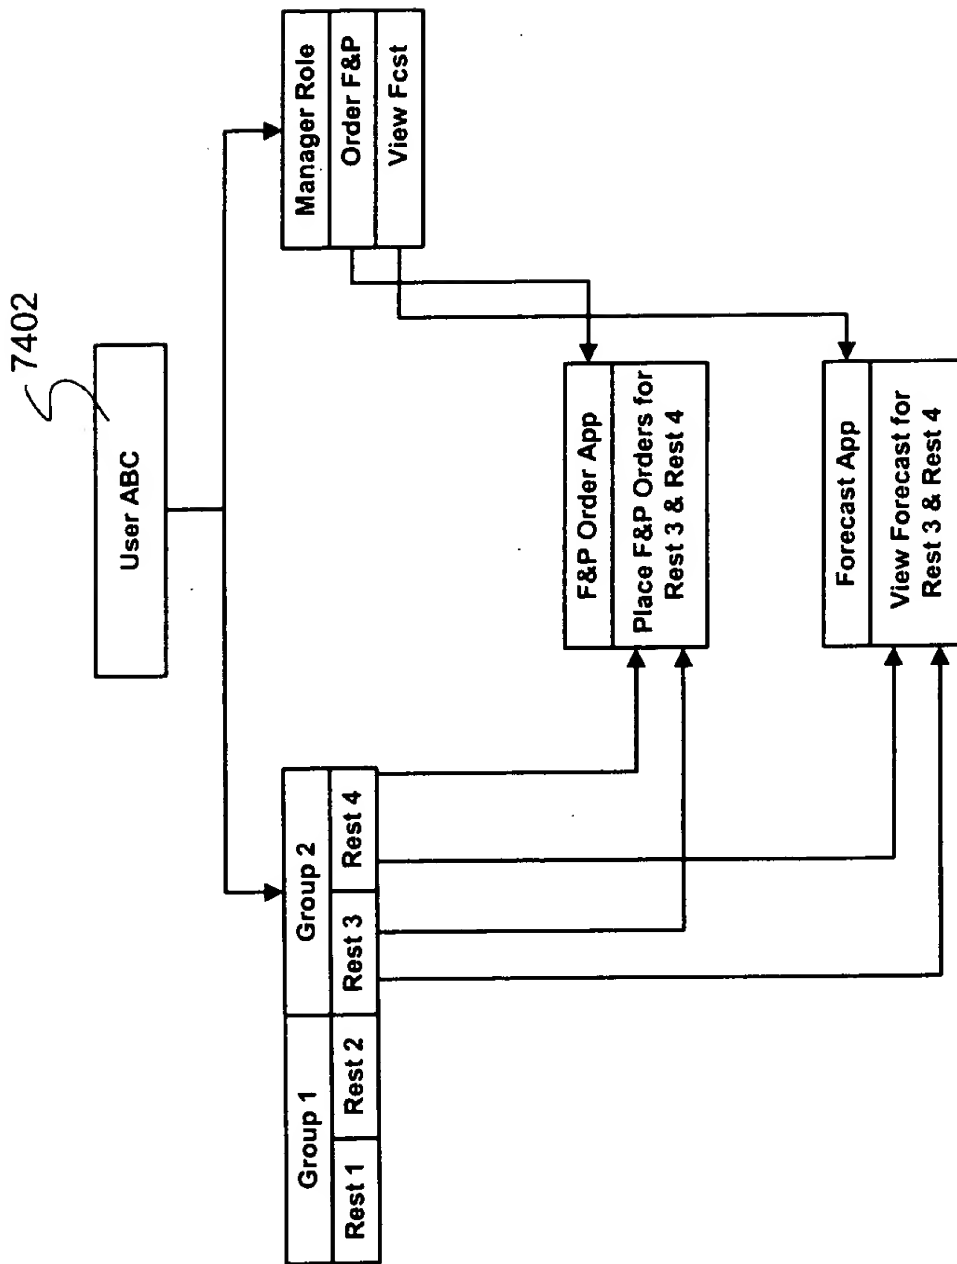 7402
User ABC
Group 1
Group 2
Rest 1
Rest 2
Rest 3
Rest 4
Manager Role
Order F&P
View Fcst
F&P Order App
Place F&P Orders for
Rest 3 & Rest 4
Forecast App
View Forecast for
Rest 3 & Rest 4